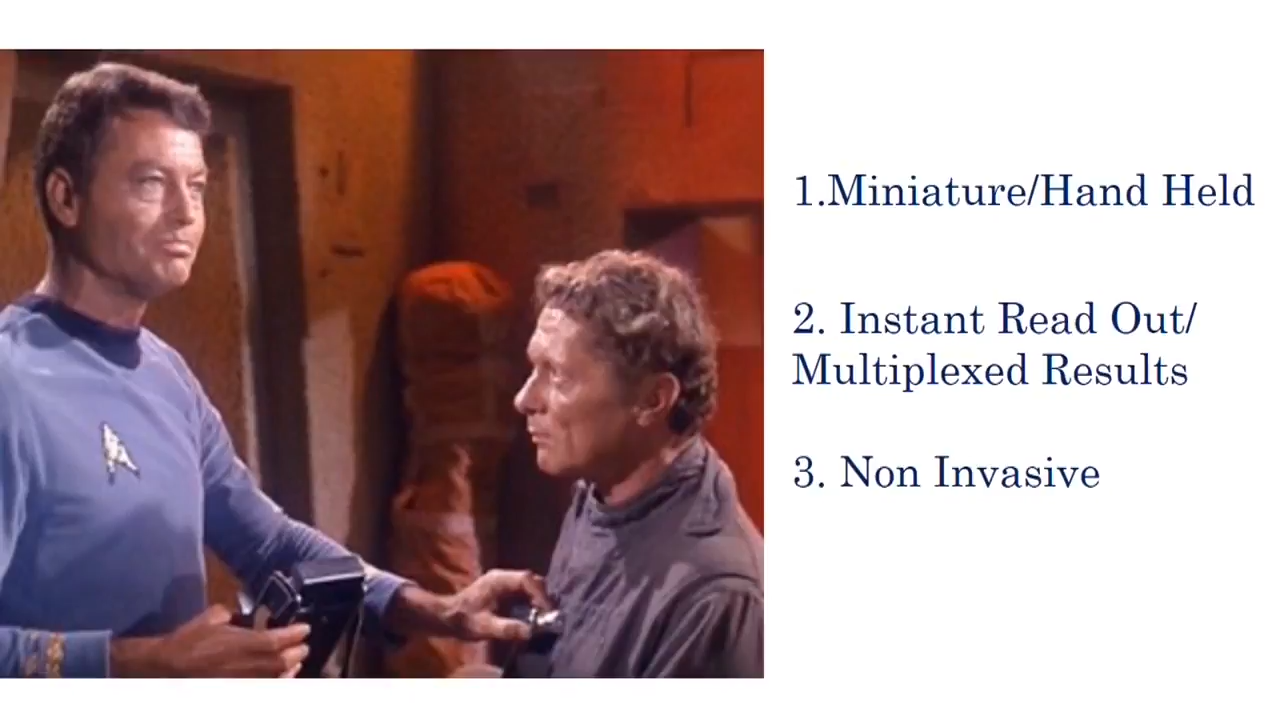 1.Miniature/Hand Held
2. Instant Read Out/
Multiplexed Results
3. Non Invasive